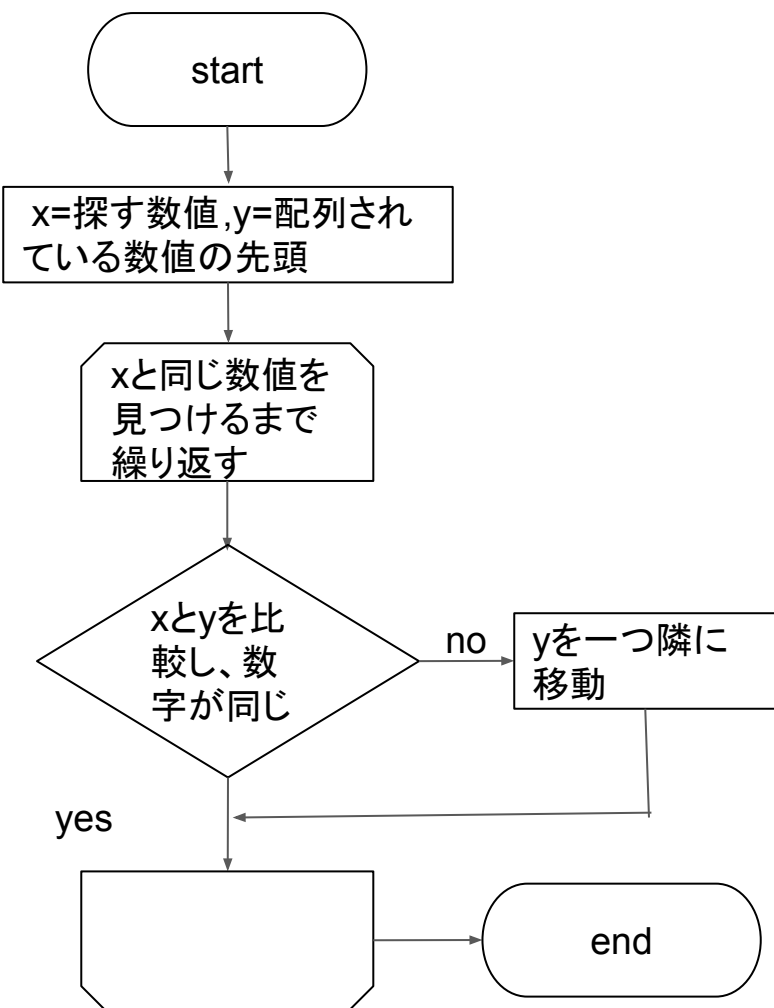 start
x=探す数値,y=配列され
ている数値の先頭
xと同じ数値を
見つけるまで
繰り返す
xとyを比
較し、数
字が同じ
no
yを一つ隣に
移動
yes
end